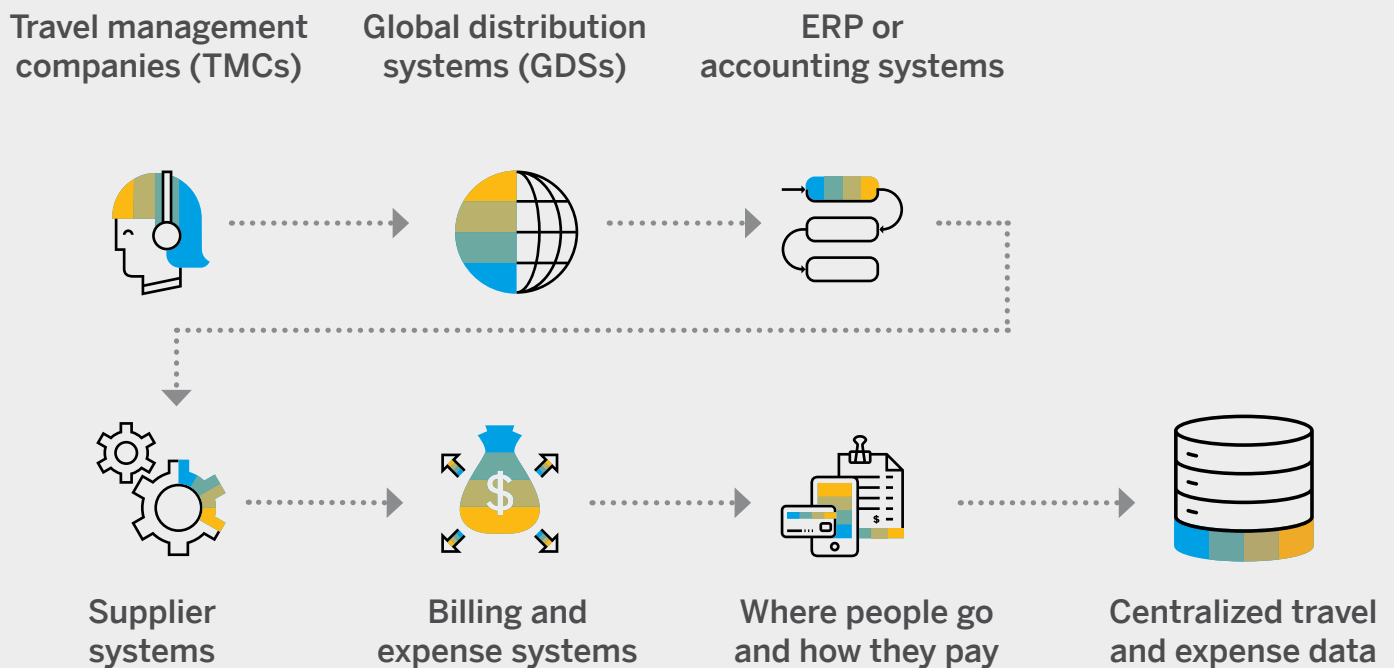 Travel management
companies (TMCs)
Global distribution
systems (GDSs)
ERP or
accounting systems
$
$
Supplier
systems
Billing and
expense systems
Where people go
and how they pay
Centralized travel
and expense data